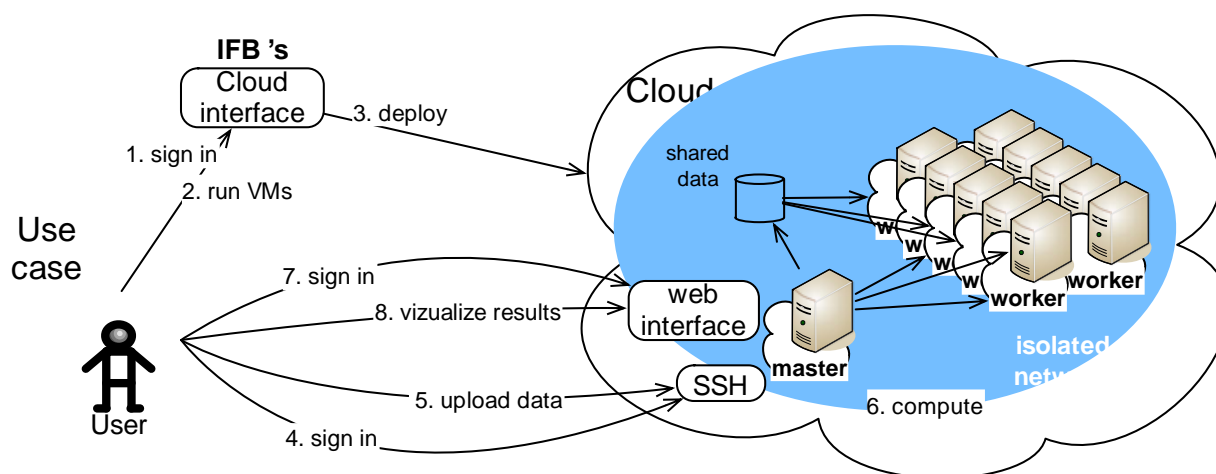 IFB 's
Cloud
interface
Cloud
3. deploy
1. sign in
2. run VMs
shared
data
Use
case
w
w
w
w
worker
worker
7. sign in
web
interface
8. vizualize results
master
isolated
SSH
5. upload data
6. compute
User
4. sign in